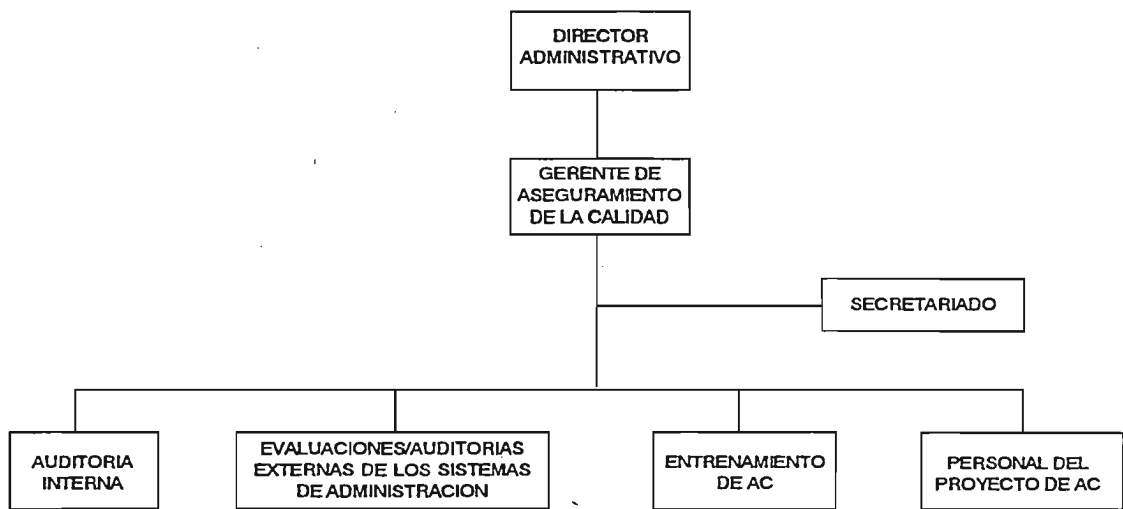 DIRECTOR
ADMINISTRATIVO
GERENTE DE
ASEGURAMIENTO
DE LA CALIDAD
SECRETARIADO
AUDITORIA
INTERNA
EVALUACIONES/AUDITORIAS
EXTERNAS DE LOS SISTEMAS
DE ADMINISTRACION
ENTRENAMIENTO
DE AC
PERSONAL DEL
PROYECTO DE AC